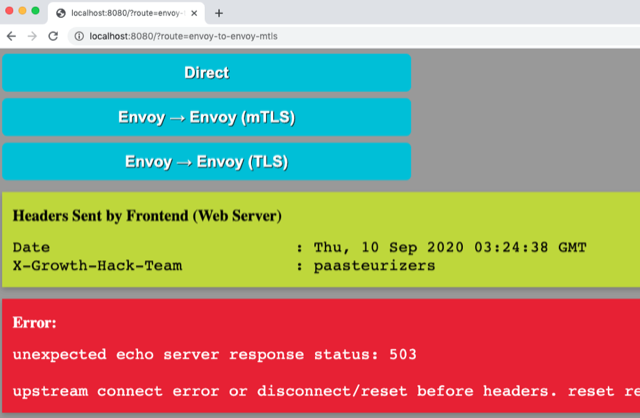 localhost:8080/?route=envoy-
localhost:8080/?route=envoy-to-envoy-mtls
Direct
Envoy → Envoy (mTLS)
Envoy → Envoy (TLS)
Headers Sent by Frontend (Web Server)
Date : Thu, 10 Sep 2020 03:24:38 GMT
X-Growth-Hack-Team : paasteurizers
Error:
unexpected echo server response status: 503
upstream connect error or disconnect/reset before headers. reset re